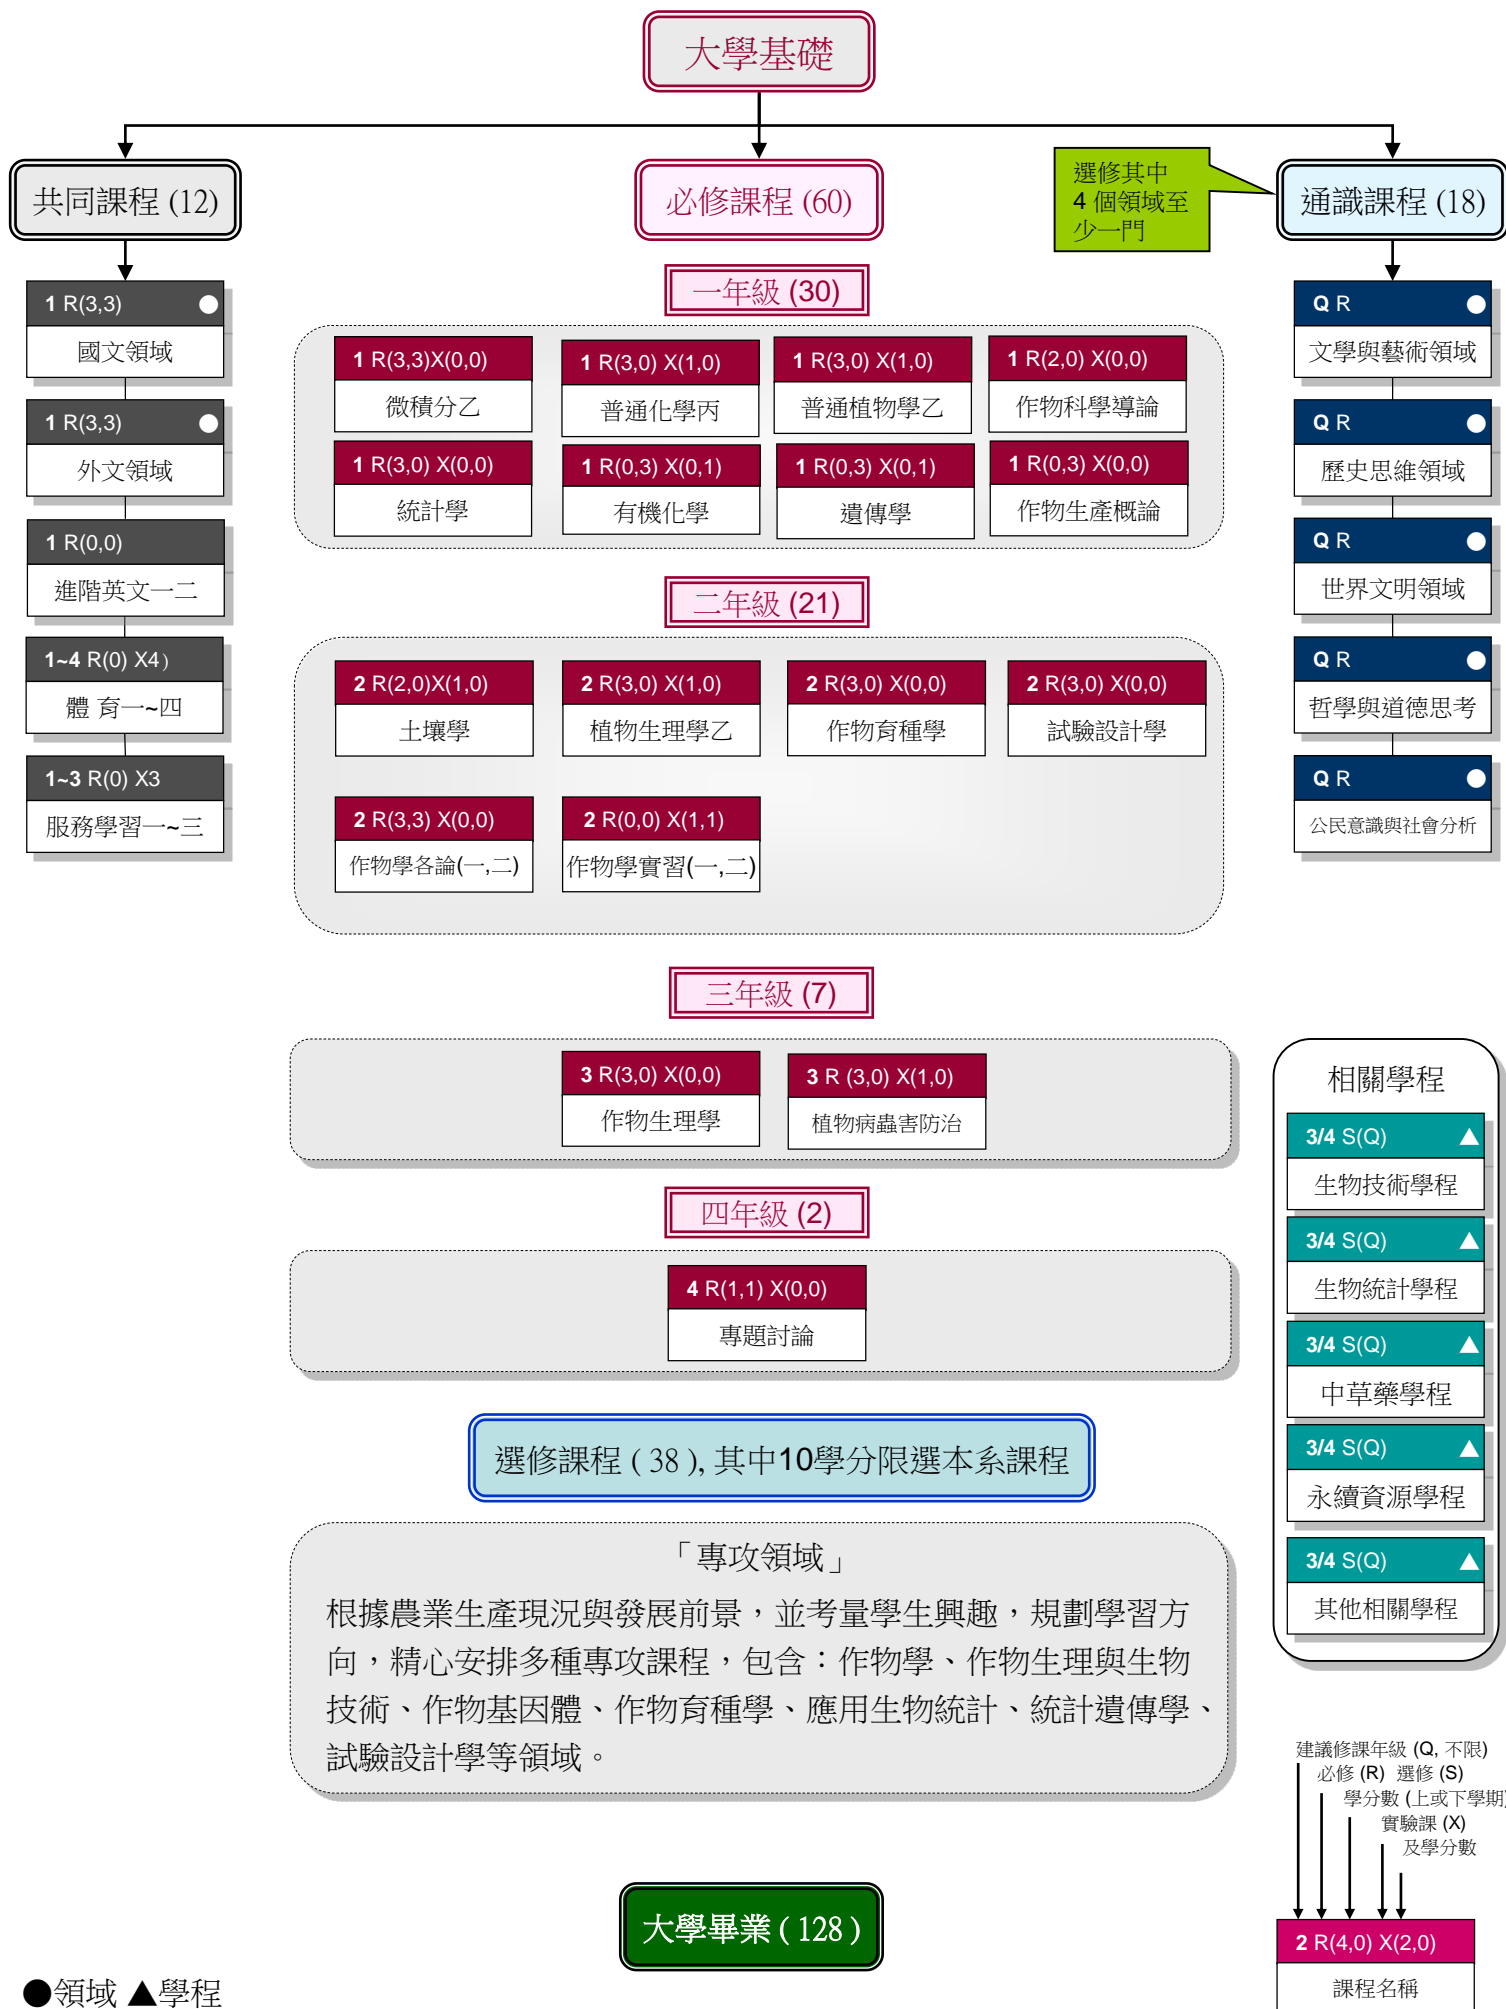 大學基礎
共同課程 (12)
必修課程 (60)
選修其中
4 個領域至
少一門
通識課程 (18)
1 R(3,3) ●
國文領域
1 R(3,3) ●
外文領域
1 R(0,0)
進階英文一二
1~4 R(0) X4）
體 育一~四
1~3 R(0) X3
服務學習一~三
一年級 (30)
1 R(3,3)X(0,0)
微積分乙
1 R(3,0) X(1,0)
普通化學丙
1 R(3,0) X(1,0)
普通植物學乙
1 R(2,0) X(0,0)
作物科學導論
1 R(3,0) X(0,0)
統計學
1 R(0,3) X(0,1)
有機化學
1 R(0,3) X(0,1)
遺傳學
1 R(0,3) X(0,0)
作物生產概論
二年級 (21)
2 R(2,0)X(1,0)
土壤學
2 R(3,0) X(1,0)
植物生理學乙
2 R(3,0) X(0,0)
作物育種學
2 R(3,0) X(0,0)
試驗設計學
2 R(3,3) X(0,0)
作物學各論(一,二)
2 R(0,0) X(1,1)
作物學實習(一,二)
三年級 (7)
3 R(3,0) X(0,0)
作物生理學
3 R (3,0) X(1,0)
植物病蟲害防治
四年級 (2)
4 R(1,1) X(0,0)
專題討論
選修課程 ( 38 ), 其中10學分限選本系課程
「專攻領域」
根據農業生產現況與發展前景，並考量學生興趣，規劃學習方
向，精心安排多種專攻課程，包含：作物學、作物生理與生物
技術、作物基因體、作物育種學、應用生物統計、統計遺傳學、
試驗設計學等領域。
大學畢業 ( 128 )
Q R ●
文學與藝術領域
Q R ●
歷史思維領域
Q R ●
世界文明領域
Q R ●
哲學與道德思考
Q R ●
公民意識與社會分析
相關學程
3/4 S(Q) ▲
生物技術學程
3/4 S(Q) ▲
生物統計學程
3/4 S(Q) ▲
中草藥學程
3/4 S(Q) ▲
永續資源學程
3/4 S(Q) ▲
其他相關學程
建議修課年級 (Q, 不限)
必修 (R) 選修 (S)
學分數 (上或下學期)
實驗課 (X)
及學分數
2 R(4,0) X(2,0)
課程名稱
●領域 ▲學程